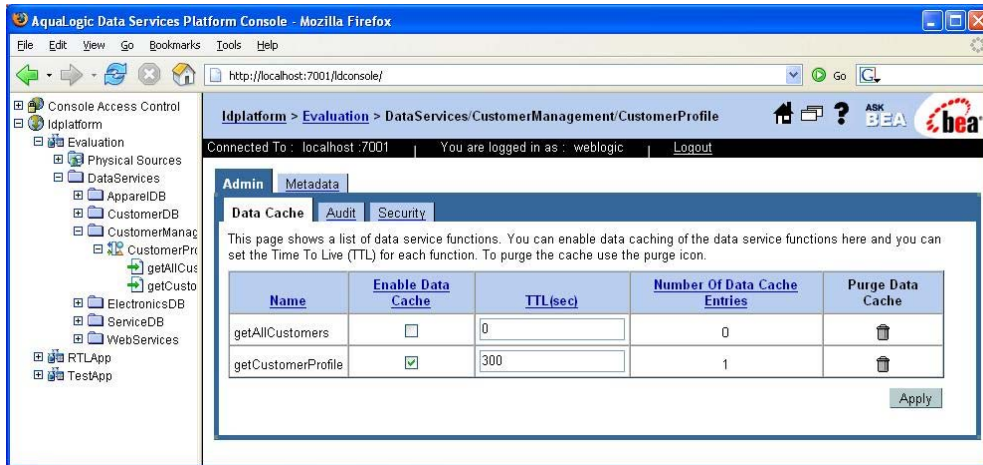 AquaLogic Data Services Platform Console - Mozilla Firefox
File Edit View Go Bookmarks Tools Help
http://localhost:7001/ldconsole/
Go
G
Console Access Control
ldplatform
Evaluation
Physical Sources
DataServices
ApparelDB
CustomerDB
CustomerManag
CustomerPro
getAllCus
getCusto
ElectronicsDB
ServiceDB
WebServices
RTLApp
TestApp
ldplatform > Evaluation > DataServices/CustomerManagement/CustomerProfile
?
ASK
BEA
bea
Connected To : localhost :7001 | You are logged in as : weblogic | Logout
Admin Metadata
Data Cache Audit Security
This page shows a list of data service functions. You can enable data caching of the data service functions here and you can
set the Time To Live (TTL) for each function. To purge the cache use the purge icon.
Name Enable Data Cache TTL(sec) Number Of Data Cache Entries Purge Data Cache
getAllCustomers 0 0
getCustomerProfile 300 1
Apply